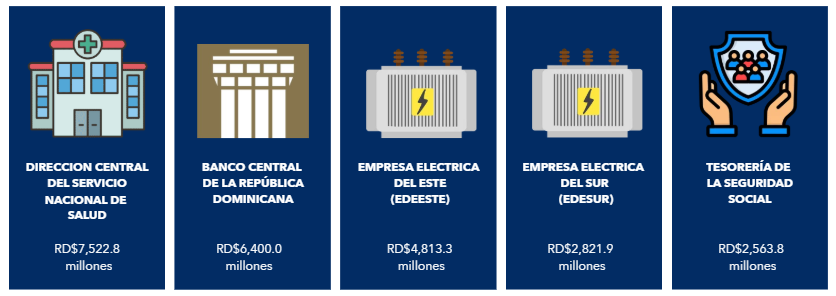 DIRECCION CENTRAL
DEL SERVICIO
NACIONAL DE
SALUD
RD$7,522.8
millones
BANCO CENTRAL
DE LA REPÚBLICA
DOMINICANA
RD$6,400.0
millones
EMPRESA ELECTRICA
DEL ESTE
(EDEESTE)
RD$4,813.3
millones
EMPRESA ELECTRICA
DEL SUR
(EDESUR)
RD$2,821.9
millones
TESORERÍA DE
LA SEGURIDAD
SOCIAL
RD$2,563.8
millones